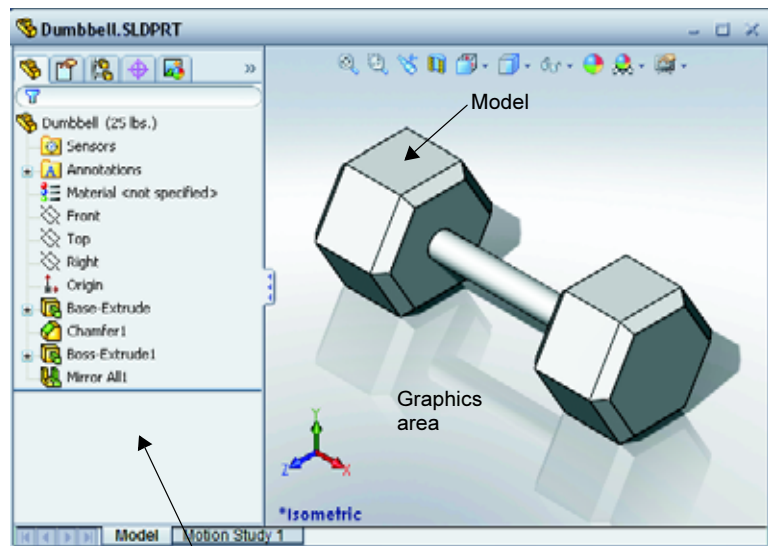 Dumbbell.SLDPRT
»
Dumbbell (25 lbs.)
Sensors
A Annotations
Material <not specified>
Front
Top
Right
Origin
Base-Extrude
Chamfer1
Boss-Extrude1
Mirror All1
Model
Graphics
area
Y
Z
X
*Isometric
Model
Motion Study 1